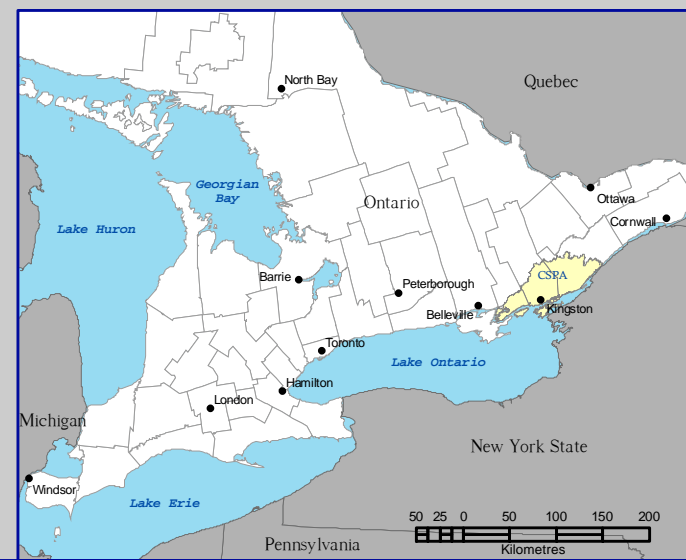 North Bay
Quebec
Georgian
Bay
Ottawa
Ontario
Cornwall
Lake Huron
CSPA
Barrie
Peterborough
Kingston
Belleville
Toronto
Lake Ontario
Hamilton
London
Michigan
New York State
Windsor
Lake Erie
50 25 0 50 100 150 200
Kilometres
Pennsylvania